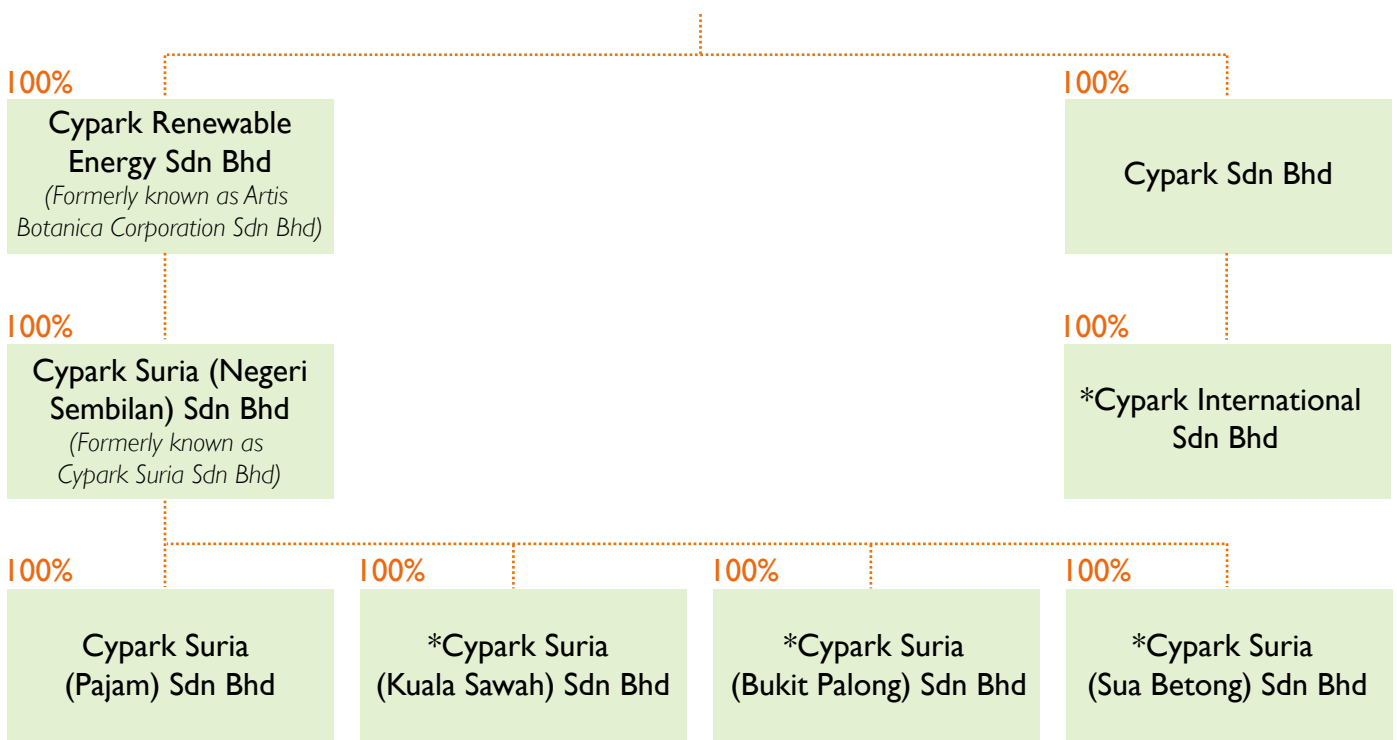 100%
Cypark Renewable
Energy Sdn Bhd
(Formerly known as Artis
Botanica Corporation Sdn Bhd)
100%
Cypark Sdn Bhd
100%
Cypark Suria (Negeri
Sembilan) Sdn Bhd
(Formerly known as
Cypark Suria Sdn Bhd)
100%
*Cypark International
Sdn Bhd
100%
Cypark Suria
(Pajam) Sdn Bhd
100%
*Cypark Suria
(Kuala Sawah) Sdn Bhd
100%
*Cypark Suria
(Bukit Palong) Sdn Bhd
100%
*Cypark Suria
(Sua Betong) Sdn Bhd